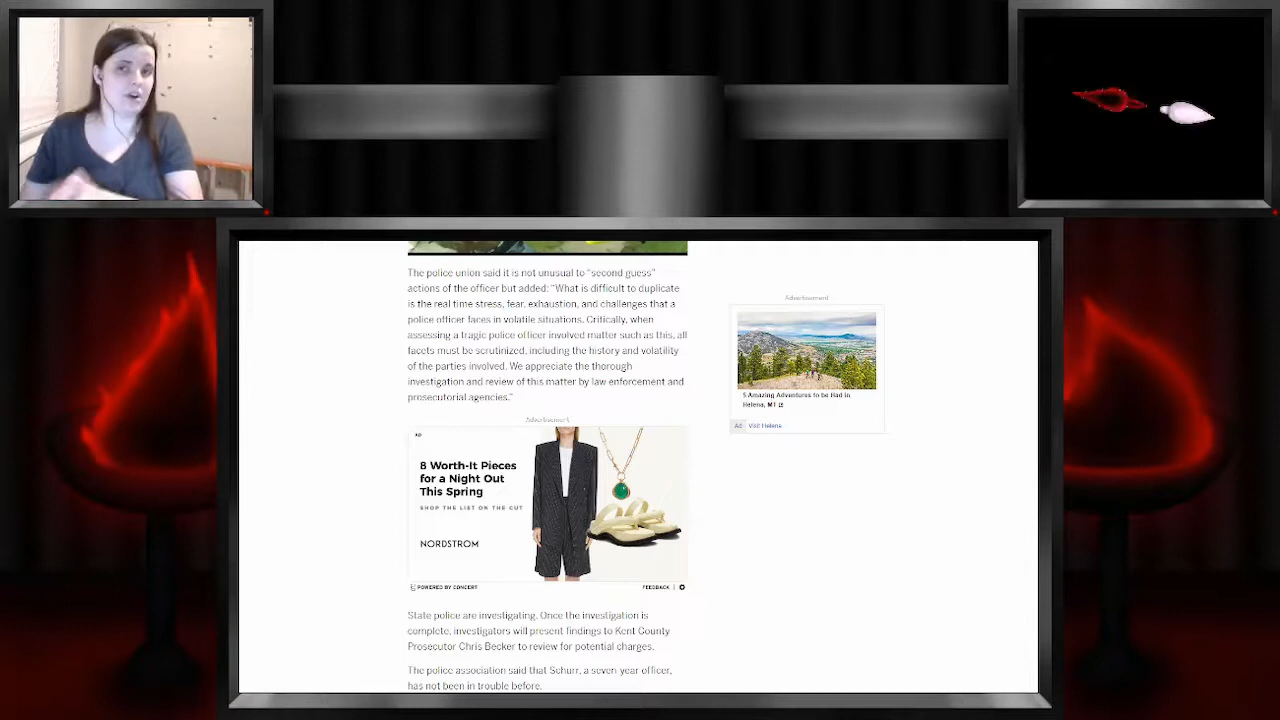 The police union said it is not unusual to "second guess"
actions of the officer but added: "What is difficult to duplicate
is the real time stress, fear, exhaustion, and challenges that a
police officer faces in volatile situations. Critically, when
assessing a tragic police officer involved matter such as this, all
facets must be scrutinized, including the history and volatility
of the parties involved. We appreciate the thorough
investigation and review of this matter by law enforcement and
prosecutorial agencies."
Advertisement
AD
8 Worth-It Pieces
for a Night Out
This Spring
SHOP THE LIST ON THE CUT
NORDSTROM
POWERED BY CONCERT
FEEDBACK
State police are investigating. Once the investigation is
complete, investigators will present findings to Kent County
Prosecutor Chris Becker to review for potential charges.
The police association said that Schurr, a seven year officer,
has not been in trouble before.
Advertisement
5 Amazing Adventures to be Had in
Helena, MT
Ad Visit Helena